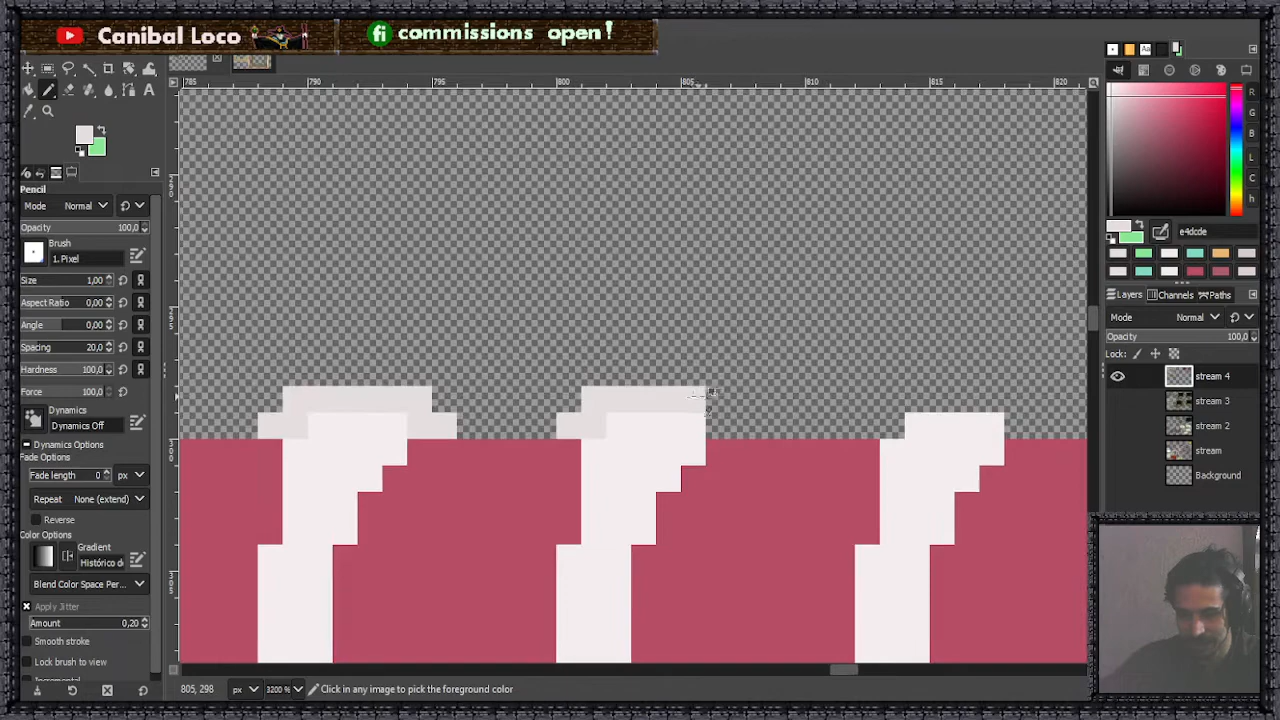 Canibal Loco
fi commissions open!
785 790 795 800 805 810 815 820
Pencil
Mode Normal
Opacity 100,0
Brush
1. Pixel
Size 1,00
Aspect Ratio 0,00
Angle 0,00
Spacing 20,0
Hardness 100,0
Force 100,0
Dynamics
Dynamics Off
Dynamics Options
Fade Options
Fade length 0 px
Repeat None (extend)
Reverse
Color Options
Gradient
Histórico d
Blend Color Space Per...
Apply Jitter
Amount 0,20
Smooth stroke
Lock brush to view
805, 298 px 3200 % Click in any image to pick the foreground color
Aa
R
G
B
L
C
h
e4dcde
Layers Channels Paths
Mode Normal
Opacity 100,0
Lock:
stream 4
stream 3
stream 2
stream
Background